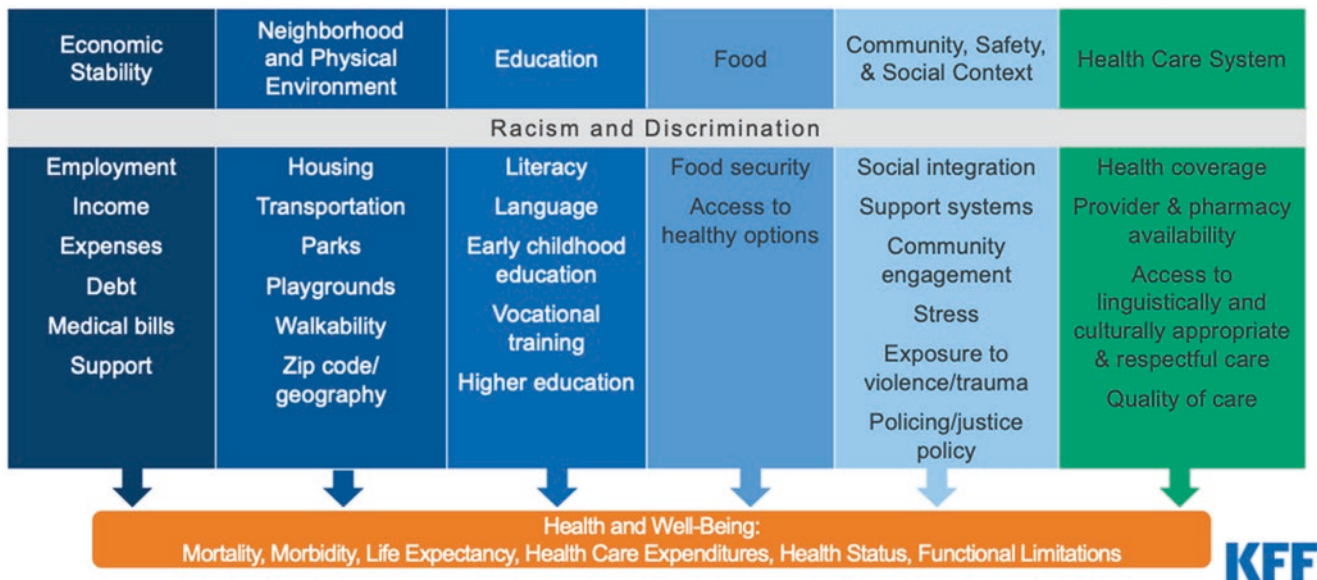 Economic
Stability
Neighborhood
and Physical
Environment
Education
Food
Community, Safety,
& Social Context
Health Care System
Racism and Discrimination
Employment
Income
Expenses
Debt
Medical bills
Support
Housing
Transportation
Parks
Playgrounds
Walkability
Zip code/
geography
Literacy
Language
Early childhood
education
Vocational
training
Higher education
Food security
Access to
healthy options
Social integration
Support systems
Community
engagement
Stress
Exposure to
violence/trauma
Policing/justice
policy
Health coverage
Provider & pharmacy
availability
Access to
linguistically and
culturally appropriate
& respectful care
Quality of care
Health and Well-Being:
Mortality, Morbidity, Life Expectancy, Health Care Expenditures, Health Status, Functional Limitations
KFF